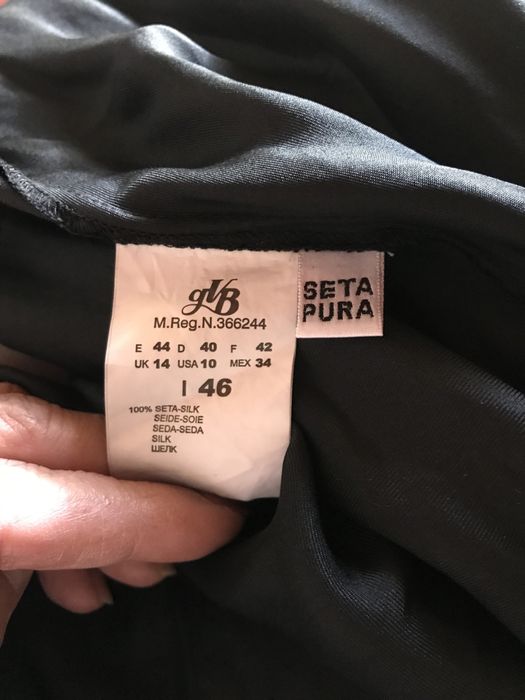 gVB
M.Reg.N.366244
E 44 D 40 F 42
UK 14 USA 10 MEX 34
I 46
100% SETA-SILK
SEIDE-SOIE
SEDA-SEDA
SILK
ШЕЛК
SETA
PURA